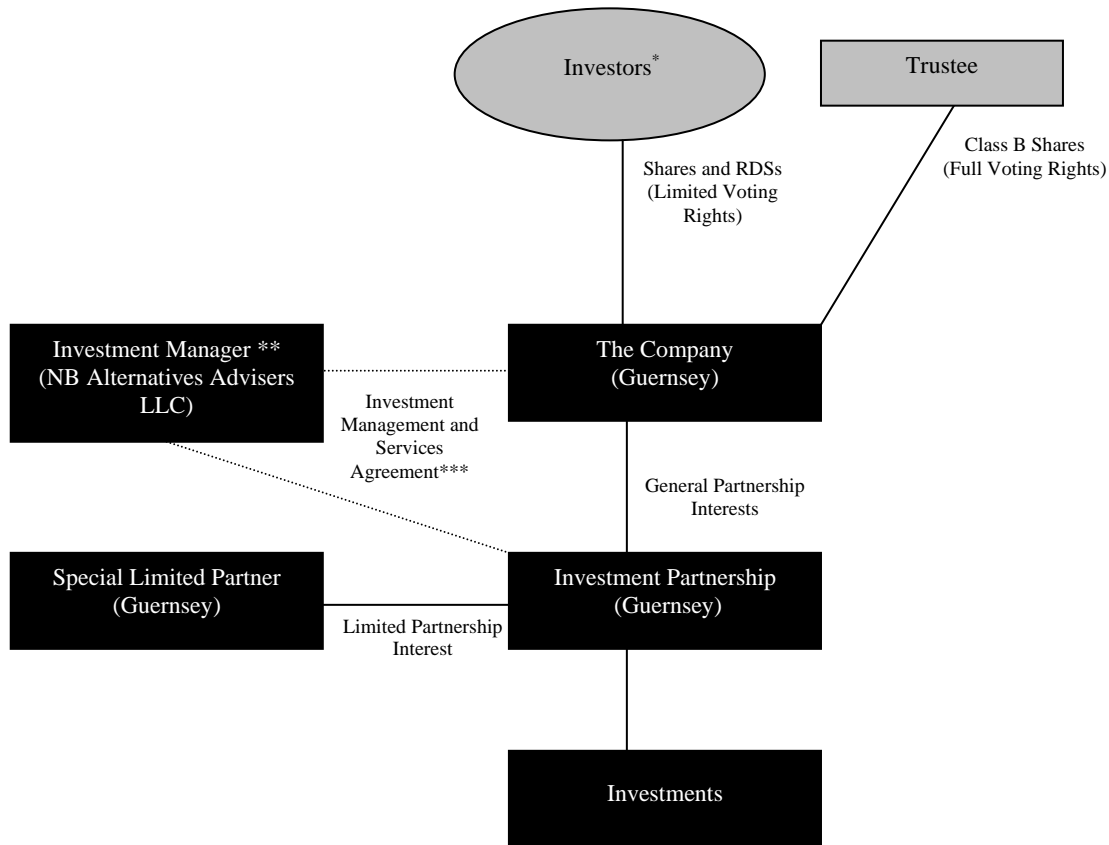 Investors*
Trustee
Class B Shares
(Full Voting Rights)
Shares and RDSs
(Limited Voting
Rights)
Investment Manager **
(NB Alternatives Advisers
LLC)
The Company
(Guernsey)
Investment
Management and
Services
Agreement***
General Partnership
Interests
Special Limited Partner
(Guernsey)
Investment Partnership
(Guernsey)
Limited Partnership
Interest
Investments